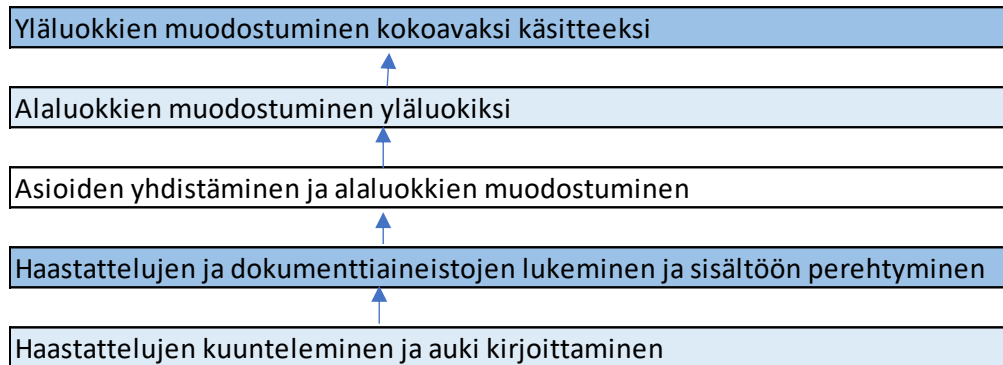 Yläluokkien muodostuminen kokoavaksi käsitteeksi
Alaluokkien muodostuminen yläluokiksi
Asioiden yhdistäminen ja alaluokkien muodostuminen
Haastattelujen ja dokumenttiaineistojen lukeminen ja sisältöön perehtyminen
Haastattelujen kuunteleminen ja auki kirjoittaminen